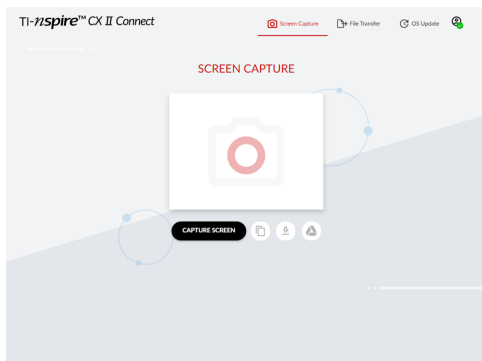 TI-nspire™ CX II Connect
Screen Capture
File Transfer
OS Update
SCREEN CAPTURE
CAPTURE SCREEN